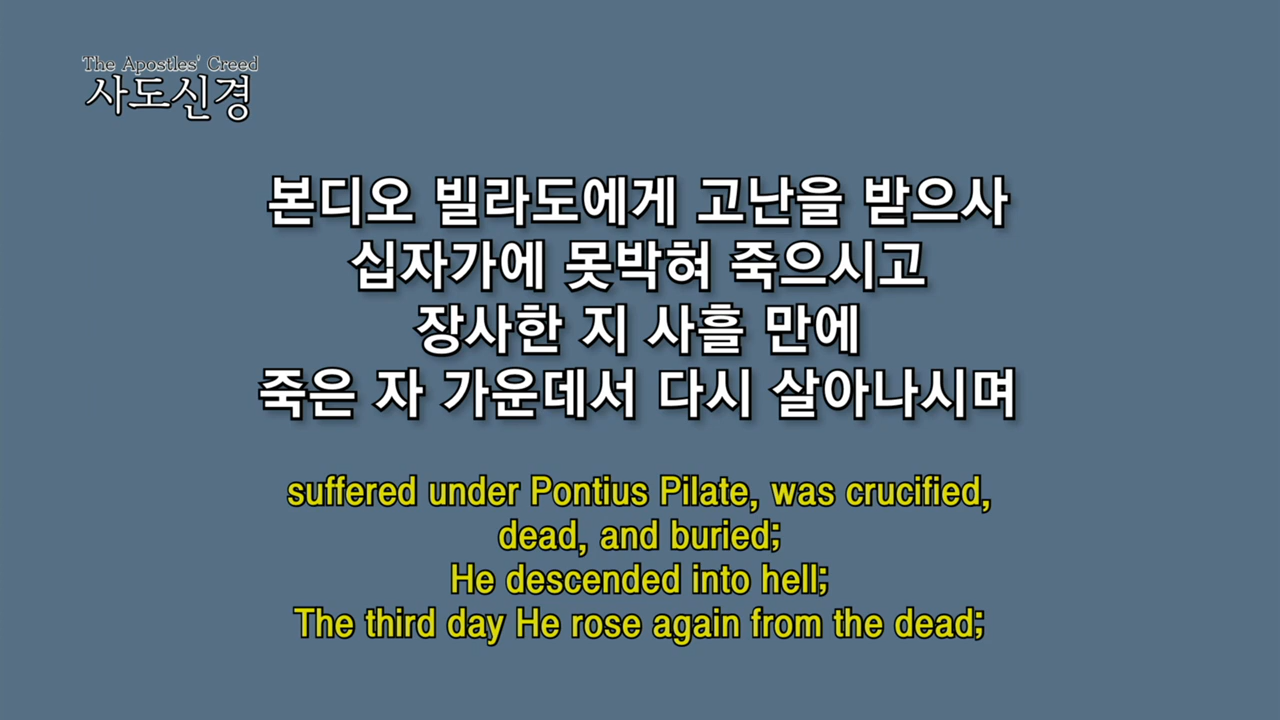 The Apostles' Creed
사도신경
본디오 빌라도에게 고난을 받으사
십자가에 못박혀 죽으시고
장사한 지 사흘 만에
죽은 자 가운데서 다시 살아나시며
suffered under Pontius Pilate, was crucified,
dead, and buried;
He descended into hell;
The third day He rose again from the dead;